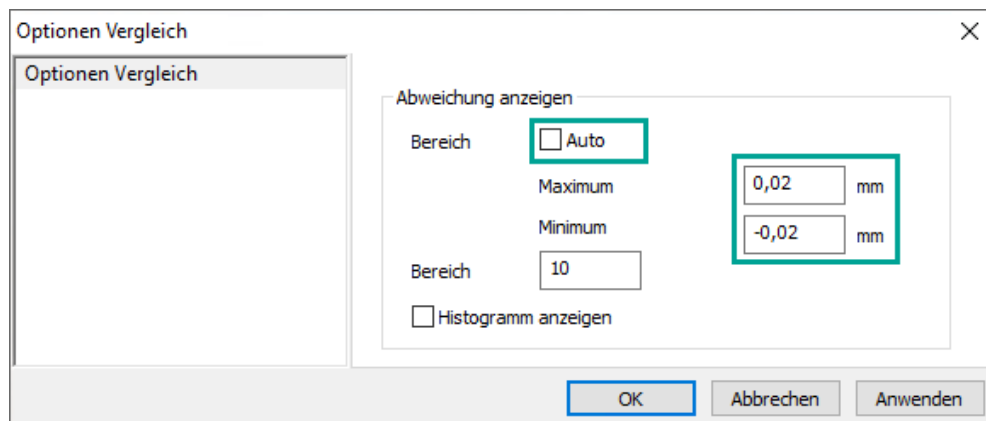 Optionen Vergleich
Optionen Vergleich
Abweichung anzeigen
Bereich Auto
Maximum 0,02 mm
Minimum -0,02 mm
Bereich 10
Histogramm anzeigen
OK Abbrechen Anwenden